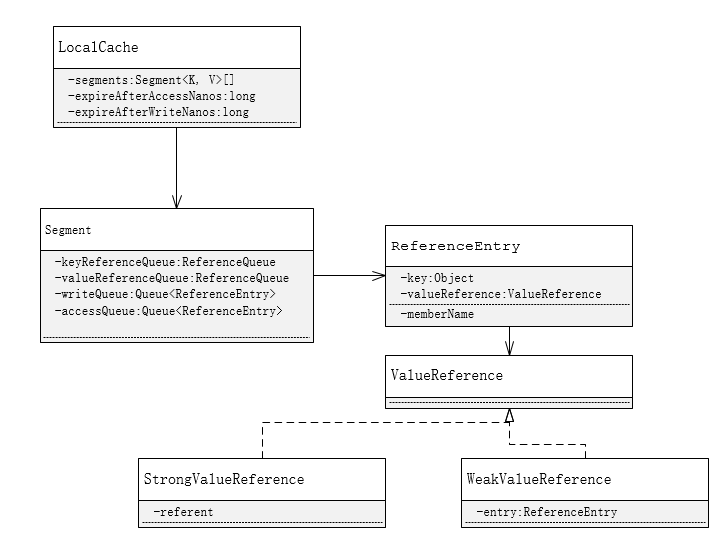 LocalCache
-segments:Segment<K, V>[]
-expireAfterAccessNanos:long
-expireAfterWriteNanos:long
Segment
-keyReferenceQueue:ReferenceQueue
-valueReferenceQueue:ReferenceQueue
-writeQueue:Queue<ReferenceEntry>
-accessQueue:Queue<ReferenceEntry>
ReferenceEntry
-key:Object
-valueReference:ValueReference
-memberName
ValueReference
StrongValueReference
-referent
WeakValueReference
-entry:ReferenceEntry